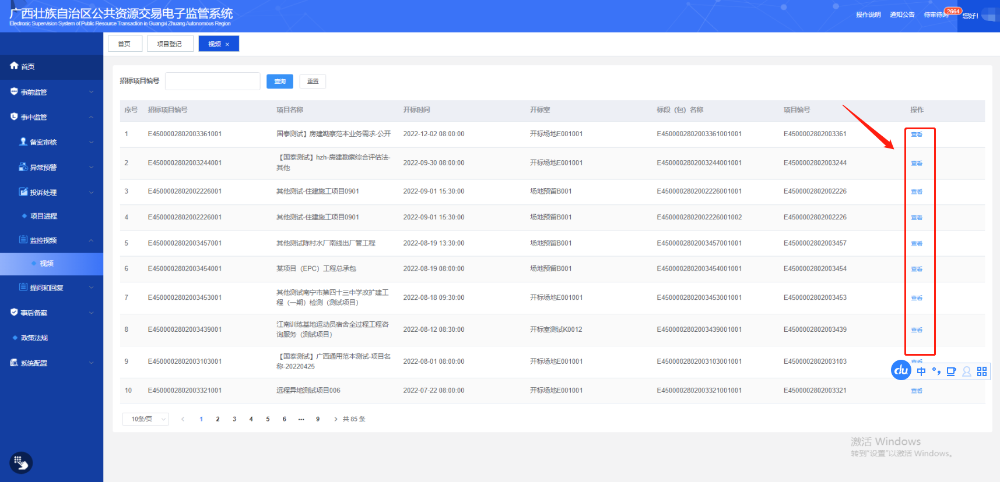 广西壮族自治区公共资源交易电子监管系统
Electronic Supervision System of Public Resource Transaction in Guangxi Zhuang Autonomous Region
操作说明 通知公告 待审待阅 2664 您好!
首页 项目登记 视频 ×
首页
事前监管
事中监管
备案审核
异常预警
投诉处理
项目进程
监控视频
视频
提问和回复
事后备案
政策法规
系统配置
招标项目编号 查询 重置
序号 招标项目编号 项目名称 开标时间 开标室 标段（包）名称 项目编号 操作
1 E4500002802003361001 国泰测试】房建勘察范本业务需求-公开 2022-12-02 08:00:00 开标场地E001001 E4500002802003361001001 E4500002802003361 查看
2 E4500002802003244001 【国泰测试】hzh-房建勘察综合评估法-
其他 2022-09-30 08:00:00 开标场地E001001 E4500002802003244001001 E4500002802003244 查看
3 E4500002802002226001 其他测试-住建施工项目0901 2022-09-01 15:30:00 场地预留B001 E4500002802002226001001 E4500002802002226 查看
4 E4500002802002226001 其他测试-住建施工项目0901 2022-09-01 15:30:00 场地预留B001 E4500002802002226001002 E4500002802002226 查看
5 E4500002802003457001 其他测试陈村水厂南线出厂管工程 2022-08-19 13:30:00 场地预留B001 E4500002802003457001001 E4500002802003457 查看
6 E4500002802003454001 某项目（EPC）工程总承包 2022-08-19 08:00:00 场地预留B001 E4500002802003454001001 E4500002802003454 查看
7 E4500002802003453001 其他测试南宁市第四十三中学改扩建工
程（一期）检测（测试项目） 2022-08-18 09:30:00 开标场地E001001 E4500002802003453001001 E4500002802003453 查看
8 E4500002802003439001 江南训练基地运动员宿舍全过程工程咨
询服务（测试项目） 2022-08-12 08:30:00 开标室测试K0012 E4500002802003439001001 E4500002802003439 查看
9 E4500002802003103001 【国泰测试】广西通用范本测试-项目名
称-20220425 2022-08-01 08:00:00 开标场地E001001 E4500002802003103001001 E4500002802003103 查看
du 中 °,
10 E4500002802003321001 远程异地测试项目006 2022-07-22 08:00:00 开标场地E001001 E4500002802003321001001 E4500002802003321 查看
10条/页 < 1 2 3 4 5 6 ··· 9 > 共 85 条
激活 Windows
转到"设置"以激活 Windows。